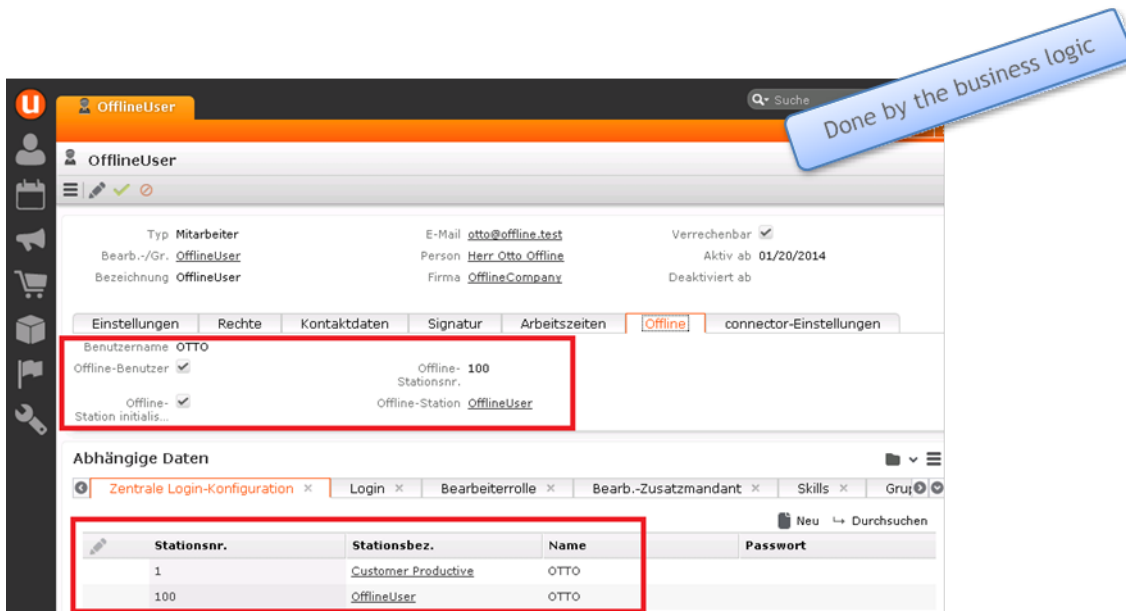 Done by the business logic
u
OfflineUser
Suche
OfflineUser
Typ Mitarbeiter
E-Mail otto@offline.test
Verrechenbar
Bearb.-/Gr. OfflineUser
Person Herr Otto Offline
Aktiv ab 01/20/2014
Bezeichnung OfflineUser
Firma OfflineCompany
Deaktiviert ab
Einstellungen Rechte Kontaktdaten Signatur Arbeitszeiten Offline connector-Einstellungen
Benutzername OTTO
Offline-Benutzer
Offline- 100
Stationsnr.
Offline-
Station initialis...
Offline-Station OfflineUser
Abhängige Daten
Zentrale Login-Konfiguration × Login × Bearbeiterrolle × Bearb.-Zusatzmandant × Skills × Grup
Neu Durchsuchen
Stationsnr. Stationsbez. Name Passwort
1 Customer Productive OTTO
100 OfflineUser OTTO